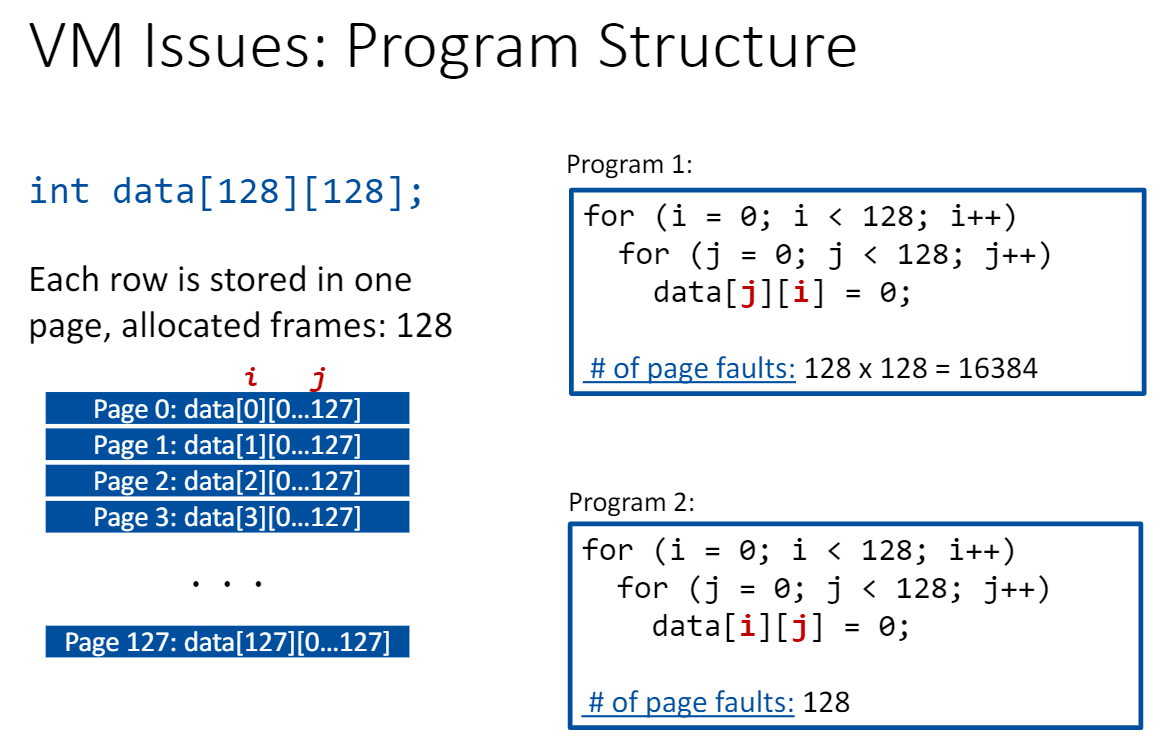 VM Issues: Program Structure
int data[128][128];
Each row is stored in one
page, allocated frames: 128
i j
Page 0: data[0][0...127]
Page 1: data[1][0...127]
Page 2: data[2][0...127]
Page 3: data[3][0...127]
. . .
Page 127: data[127][0...127]
Program 1:
for (i = 0; i < 128; i++)
for (j = 0; j < 128; j++)
data[j][i] = 0;
# of page faults: 128 x 128 = 16384
Program 2:
for (i = 0; i < 128; i++)
for (j = 0; j < 128; j++)
data[i][j] = 0;
# of page faults: 128